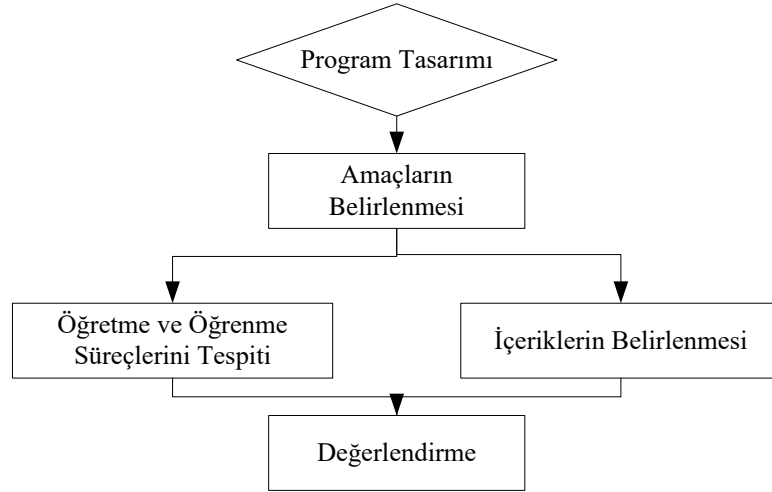 Program Tasarımı
Amaçların
Belirlenmesi
Öğretme ve Öğrenme
Süreçlerini Tespiti
İçeriklerin Belirlenmesi
Değerlendirme